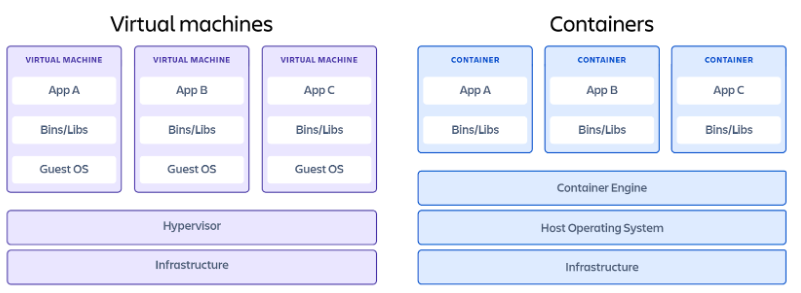 Virtual machines
VIRTUAL MACHINE
App A
Bins/Libs
Guest OS
VIRTUAL MACHINE
App B
Bins/Libs
Guest OS
VIRTUAL MACHINE
App C
Bins/Libs
Guest OS
Hypervisor
Infrastructure
Containers
CONTAINER
App A
Bins/Libs
CONTAINER
App B
Bins/Libs
CONTAINER
App C
Bins/Libs
Container Engine
Host Operating System
Infrastructure